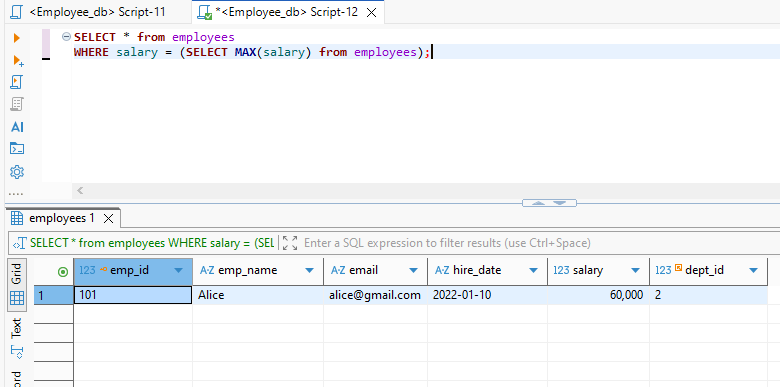 <Employee_db> Script-11
*<Employee_db> Script-12
SELECT * from employees
WHERE salary = (SELECT MAX(salary) from employees);
AI
employees 1
SELECT * from employees WHERE salary = (SEL
Enter a SQL expression to filter results (use Ctrl+Space)
Grid
Text
123 emp_id
A-Z emp_name
A-Z email
A-Z hire_date
123 salary
123 dept_id
1 101 Alice alice@gmail.com 2022-01-10 60,000 2